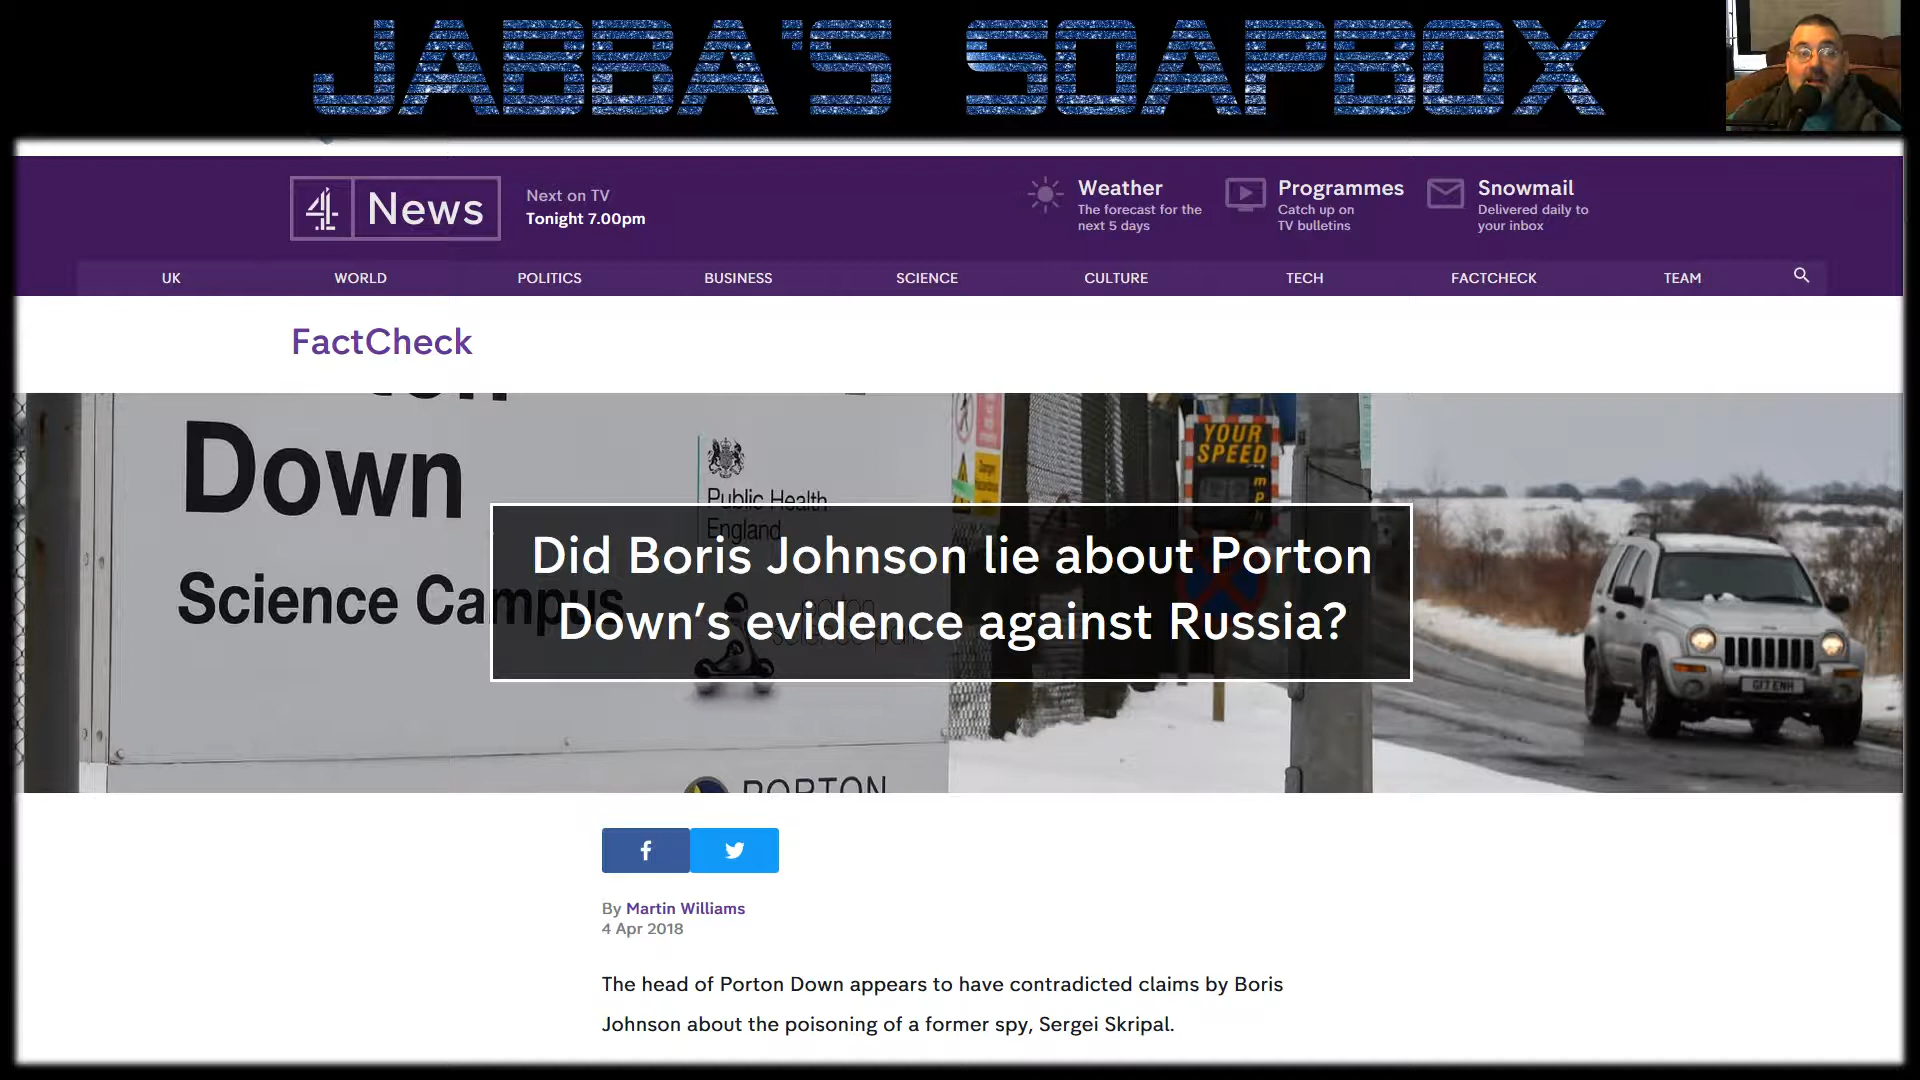 JABBA'S SOAPBOX
4 News
Next on TV
Tonight 7.00pm
Weather
The forecast for the
next 5 days
Programmes
Catch up on
TV bulletins
Snowmail
Delivered daily to
your inbox
UK
WORLD
POLITICS
BUSINESS
SCIENCE
CULTURE
TECH
FACTCHECK
TEAM
FactCheck
Down
Science Campus
Public Health
England
YOUR
SPEED
Did Boris Johnson lie about Porton
Down's evidence against Russia?
PORTON
By Martin Williams
4 Apr 2018
The head of Porton Down appears to have contradicted claims by Boris
Johnson about the poisoning of a former spy, Sergei Skripal.